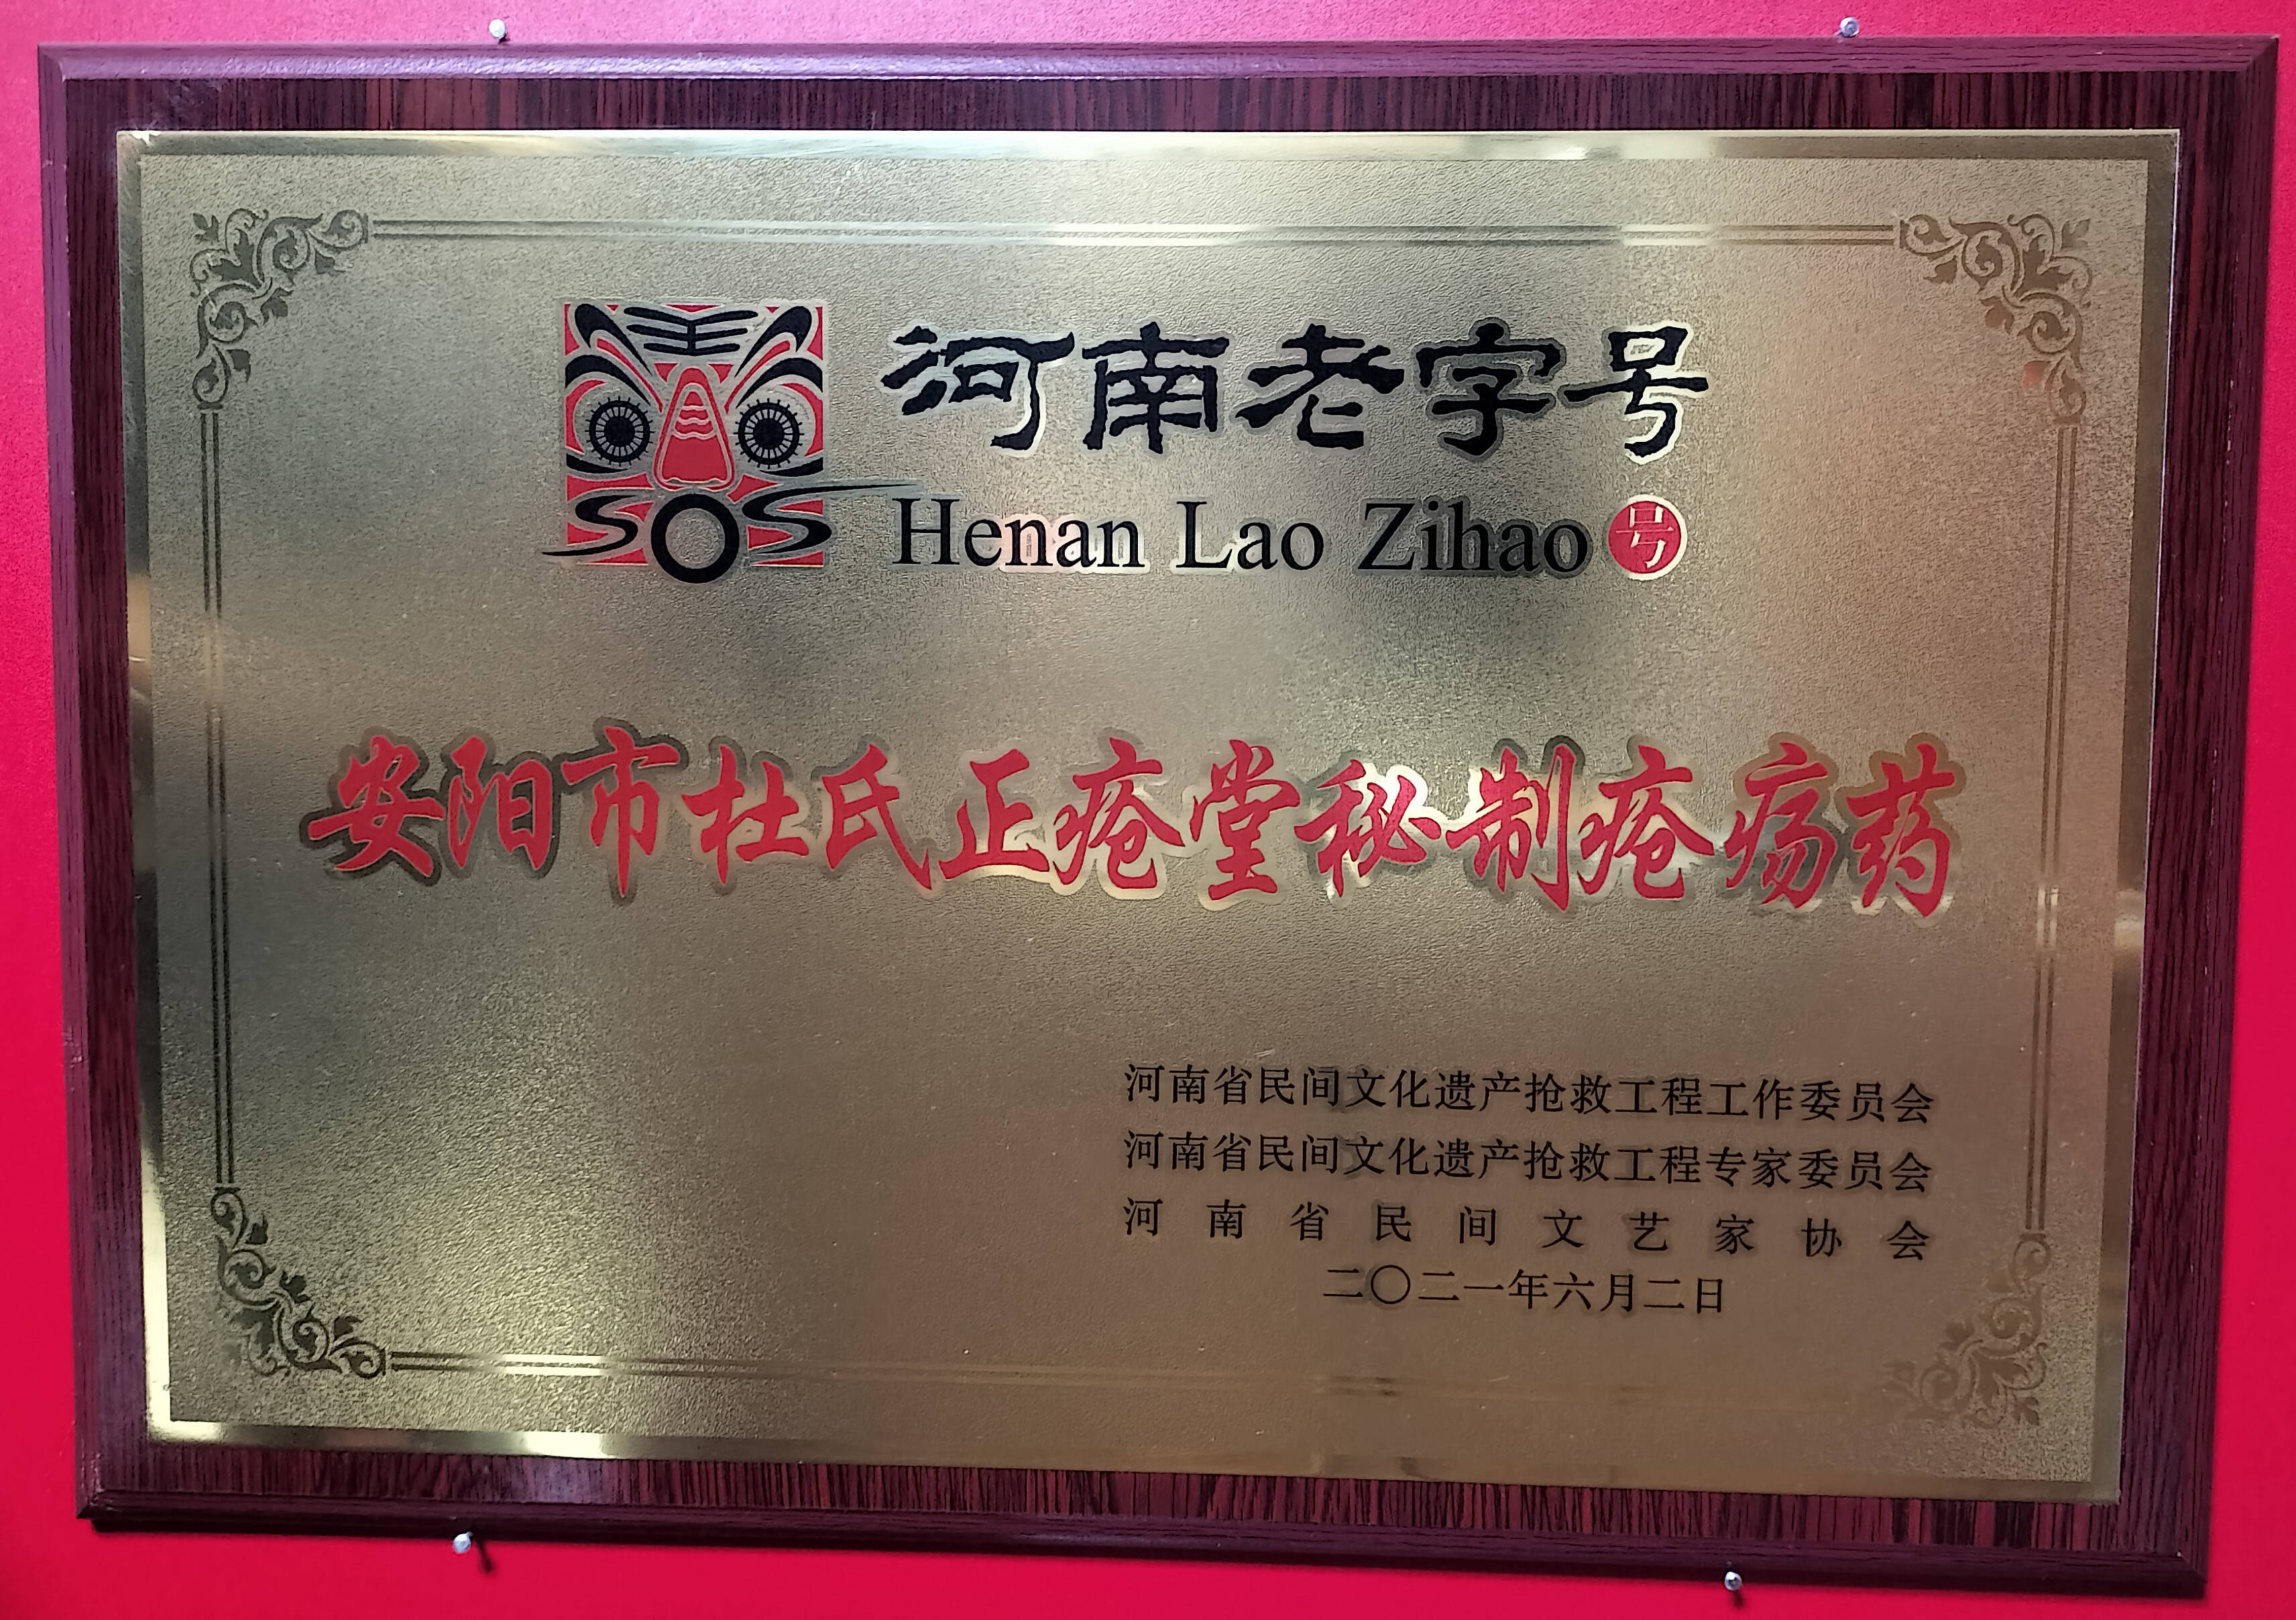 河南老字号
SOS
Henan Lao Zihao 号
安阳市杜氏正疮堂秘制疮疡药
河南省民间文化遗产抢救工程工作委员会
河南省民间文化遗产抢救工程专家委员会
河南省民间文艺家协会
二〇二一年六月二日